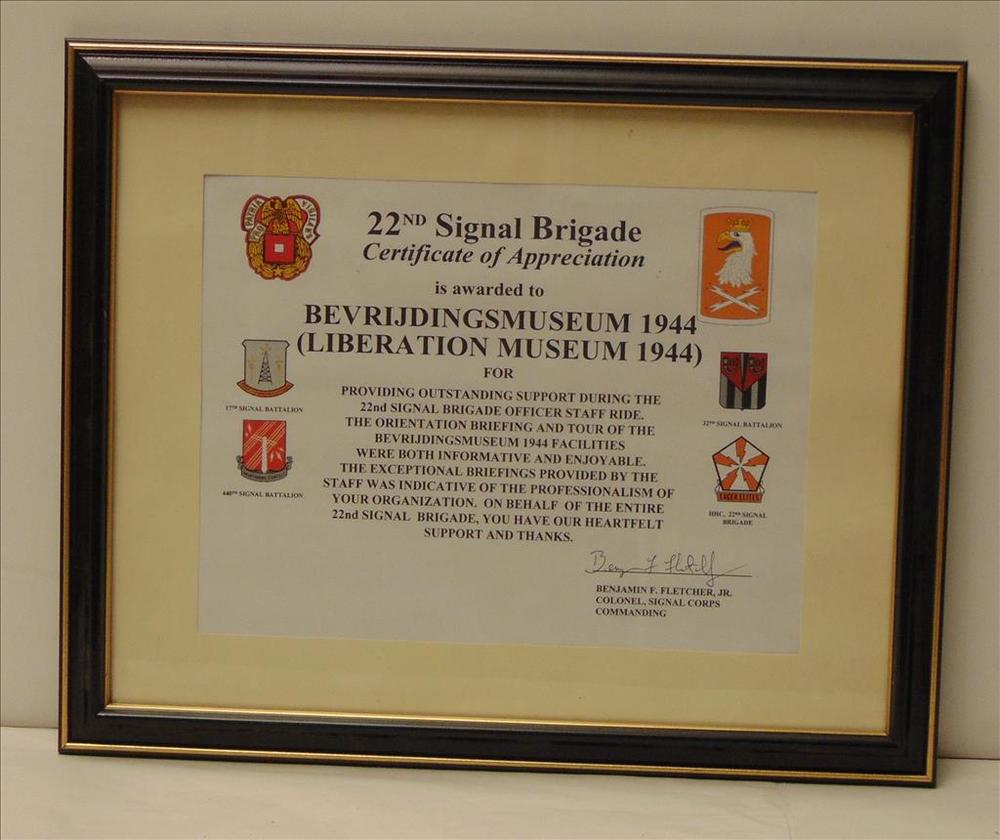 PRO PATRIA VIGILANS
22ND Signal Brigade
Certificate of Appreciation
is awarded to
BEVRIJDINGSMUSEUM 1944
(LIBERATION MUSEUM 1944)
FOR
PROVIDING OUTSTANDING SUPPORT DURING THE
22nd SIGNAL BRIGADE OFFICER STAFF RIDE.
THE ORIENTATION BRIEFING AND TOUR OF THE
BEVRIJDINGSMUSEUM 1944 FACILITIES
WERE BOTH INFORMATIVE AND ENJOYABLE.
THE EXCEPTIONAL BRIEFINGS PROVIDED BY THE
STAFF WAS INDICATIVE OF THE PROFESSIONALISM OF
YOUR ORGANIZATION. ON BEHALF OF THE ENTIRE
22nd SIGNAL BRIGADE, YOU HAVE OUR HEARTFELT
SUPPORT AND THANKS.
17TH SIGNAL BATTALION
440TH SIGNAL BATTALION
32ND SIGNAL BATTALION
EAGER ELITES
HHC, 22ND SIGNAL
BRIGADE
BENJAMIN F. FLETCHER, JR.
COLONEL, SIGNAL CORPS
COMMANDING